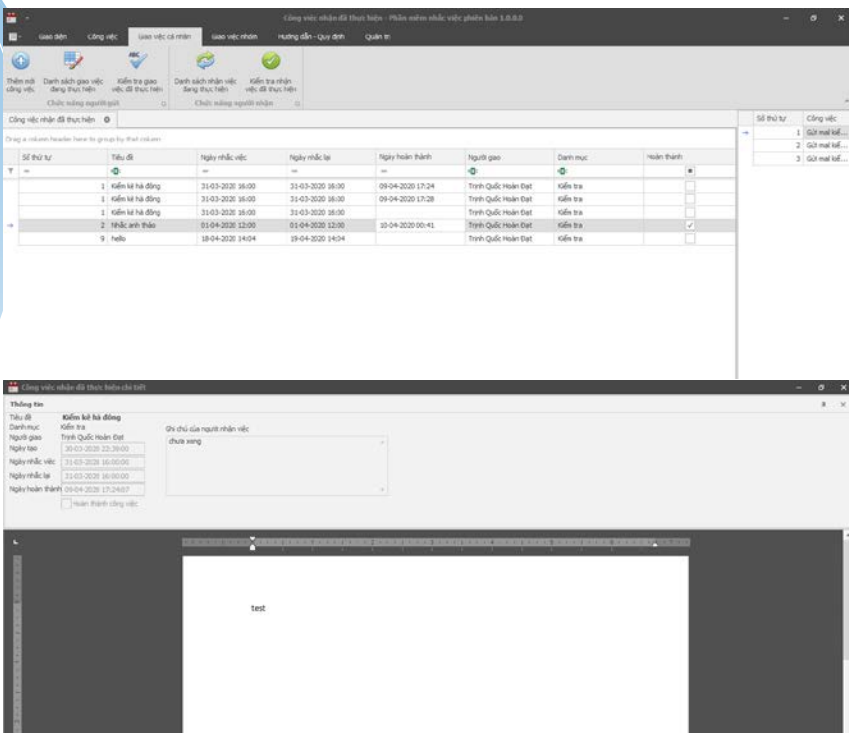 Công việc nhận đã thực hiện - Phần mềm nhắc việc phiên bản 1.0.0.0
Giao diện Công việc Giao việc cá nhân Giao việc nhóm Hướng dẫn - Quy định Quản trị
Thêm mới công việc
Danh sách giao việc đang thực hiện
ABC
Kiểm tra giao việc đã thực hiện
Danh sách nhận việc đang thực hiện
Kiểm tra nhận việc đã thực hiện
Chức năng người gửi Chức năng người nhận
Công việc nhận đã thực hiện
Drag a column header here to group by that column
Số thứ tự Tiêu đề Ngày nhắc việc Ngày nhắc lại Ngày hoàn thành Người giao Danh mục Hoàn thành
1 Kiểm kê hà đông 31-03-2020 16:00 31-03-2020 16:00 09-04-2020 17:24 Trịnh Quốc Hoàn Đạt Kiểm tra
1 Kiểm kê hà đông 31-03-2020 16:00 31-03-2020 16:00 09-04-2020 17:28 Trịnh Quốc Hoàn Đạt Kiểm tra
1 Kiểm kê hà đông 31-03-2020 16:00 31-03-2020 16:00 Trịnh Quốc Hoàn Đạt Kiểm tra
2 Nhắc anh thảo 01-04-2020 12:00 01-04-2020 12:00 10-04-2020 00:41 Trịnh Quốc Hoàn Đạt Kiểm tra
9 hello 18-04-2020 14:04 19-04-2020 14:04 Trịnh Quốc Hoàn Đạt Kiểm tra
Số thứ tự Công việc
1 Gửi mail kiể...
2 Gửi mail kiể...
3 Gửi mail kiể...
Công việc nhận đã thực hiện chi tiết
Thông tin
Tiêu đề Kiểm kê hà đông
Danh mục Kiểm tra
Người giao Trịnh Quốc Hoàn Đạt
Ngày tạo 30-03-2020 22:39:00
Ngày nhắc việc 31-03-2020 16:00:00
Ngày nhắc lại 31-03-2020 16:00:00
Ngày hoàn thành 09-04-2020 17:24:07
Hoàn thành công việc
Ghi chú của người nhận việc
chưa xong
test